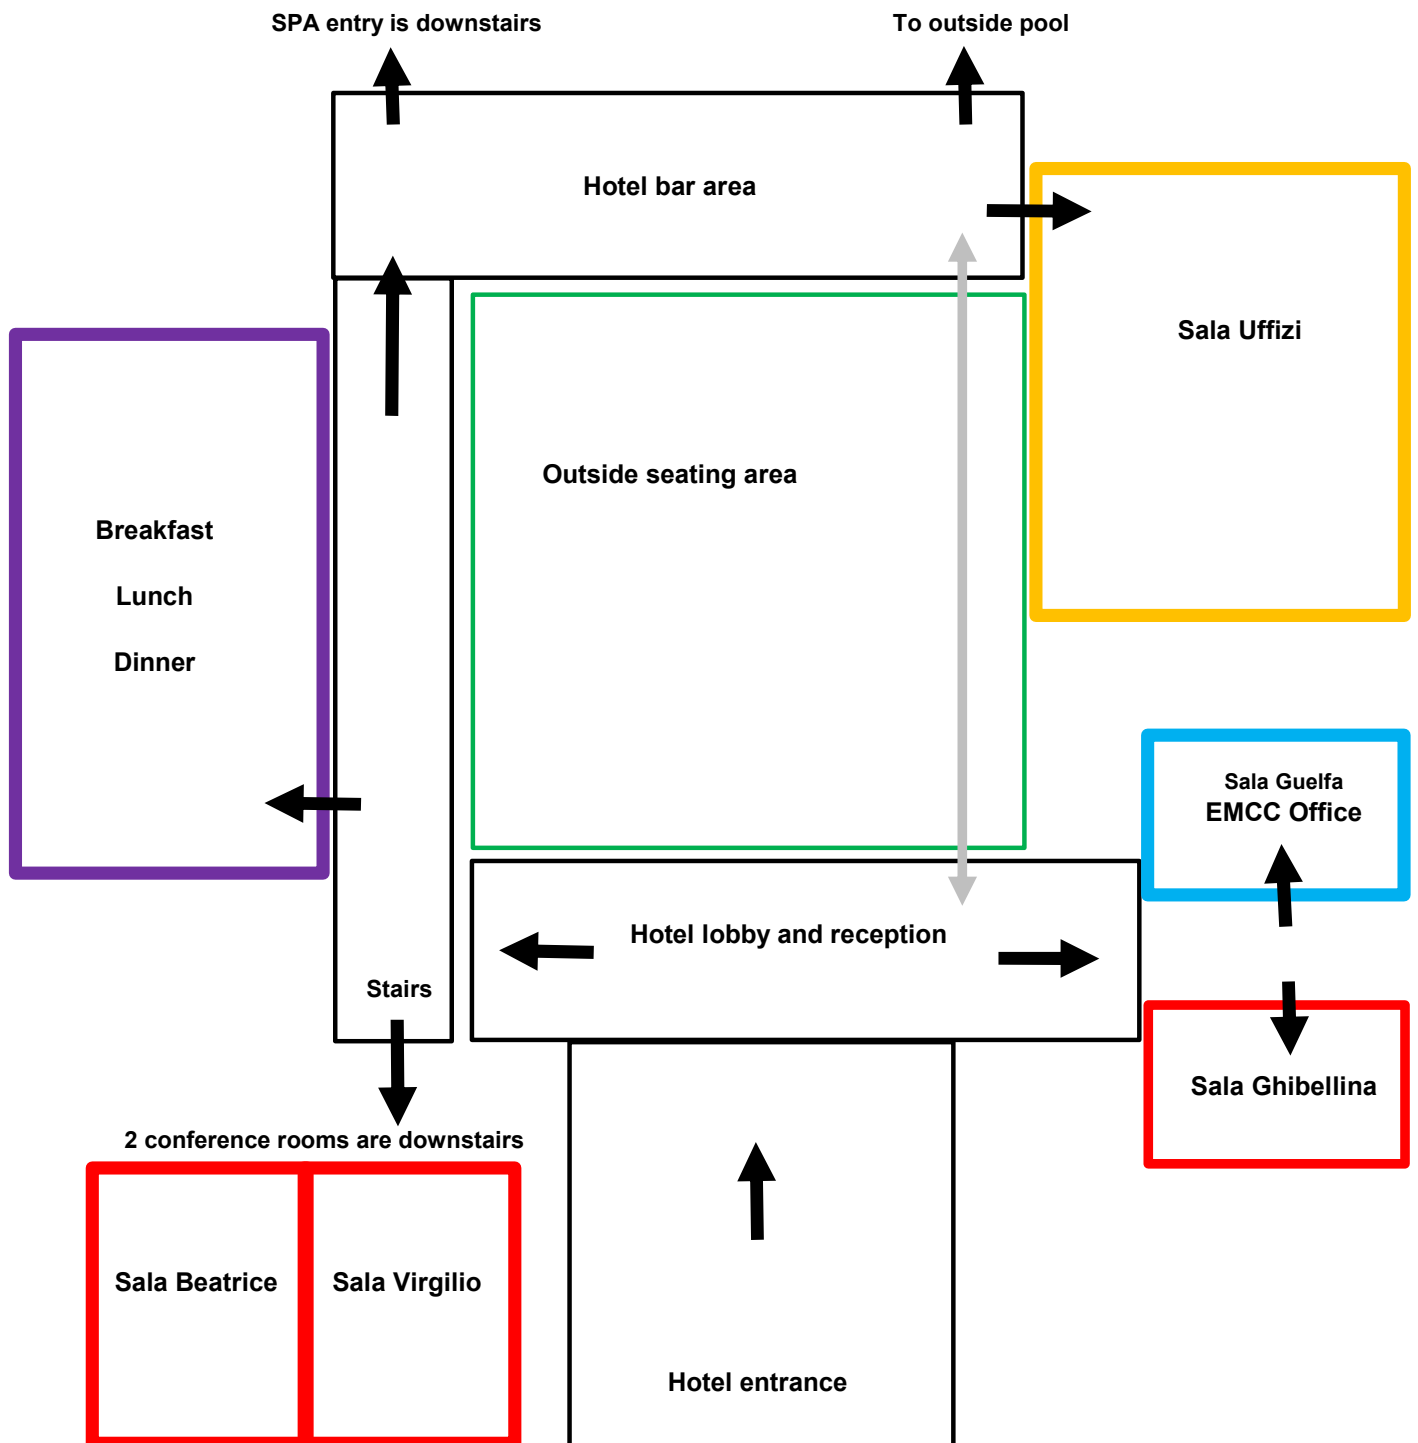 SPA entry is downstairs
To outside pool
Hotel bar area
Sala Uffizi
Outside seating area
Breakfast
Lunch
Dinner
Sala Guelfa
EMCC Office
Hotel lobby and reception
Stairs
Sala Ghibellina
2 conference rooms are downstairs
Sala Beatrice
Sala Virgilio
Hotel entrance